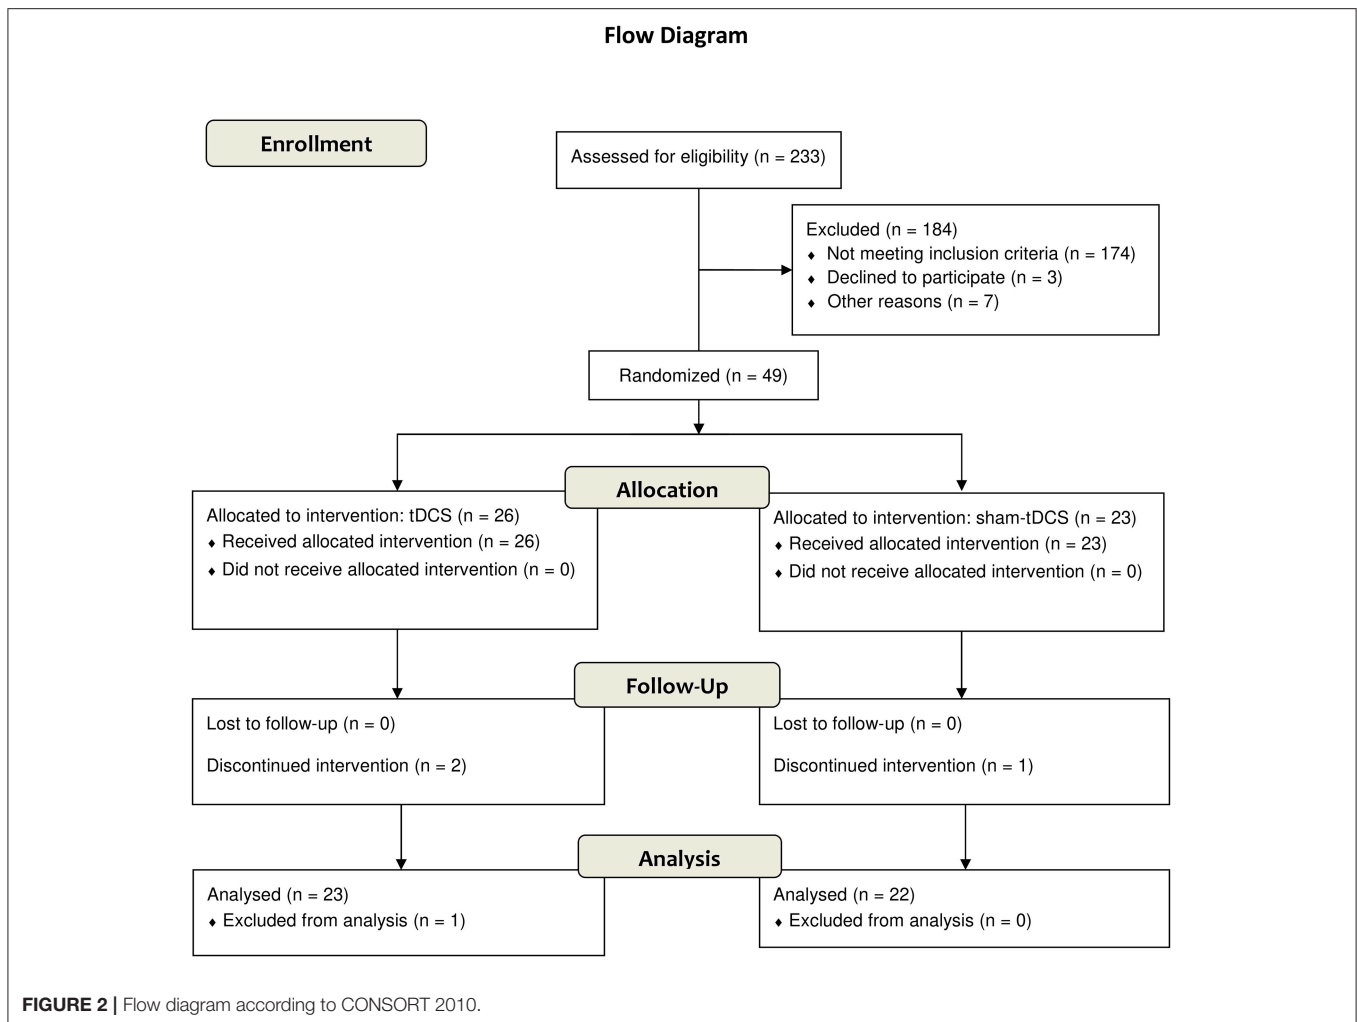 Flow Diagram
Enrollment
Assessed for eligibility (n = 233)
Excluded (n = 184)
♦ Not meeting inclusion criteria (n = 174)
♦ Declined to participate (n = 3)
♦ Other reasons (n = 7)
Randomized (n = 49)
Allocation
Allocated to intervention: tDCS (n = 26)
♦ Received allocated intervention (n = 26)
♦ Did not receive allocated intervention (n = 0)
Allocated to intervention: sham-tDCS (n = 23)
♦ Received allocated intervention (n = 23)
♦ Did not receive allocated intervention (n = 0)
Follow-Up
Lost to follow-up (n = 0)
Discontinued intervention (n = 2)
Lost to follow-up (n = 0)
Discontinued intervention (n = 1)
Analysis
Analysed (n = 23)
♦ Excluded from analysis (n = 1)
Analysed (n = 22)
♦ Excluded from analysis (n = 0)
FIGURE 2 | Flow diagram according to CONSORT 2010.